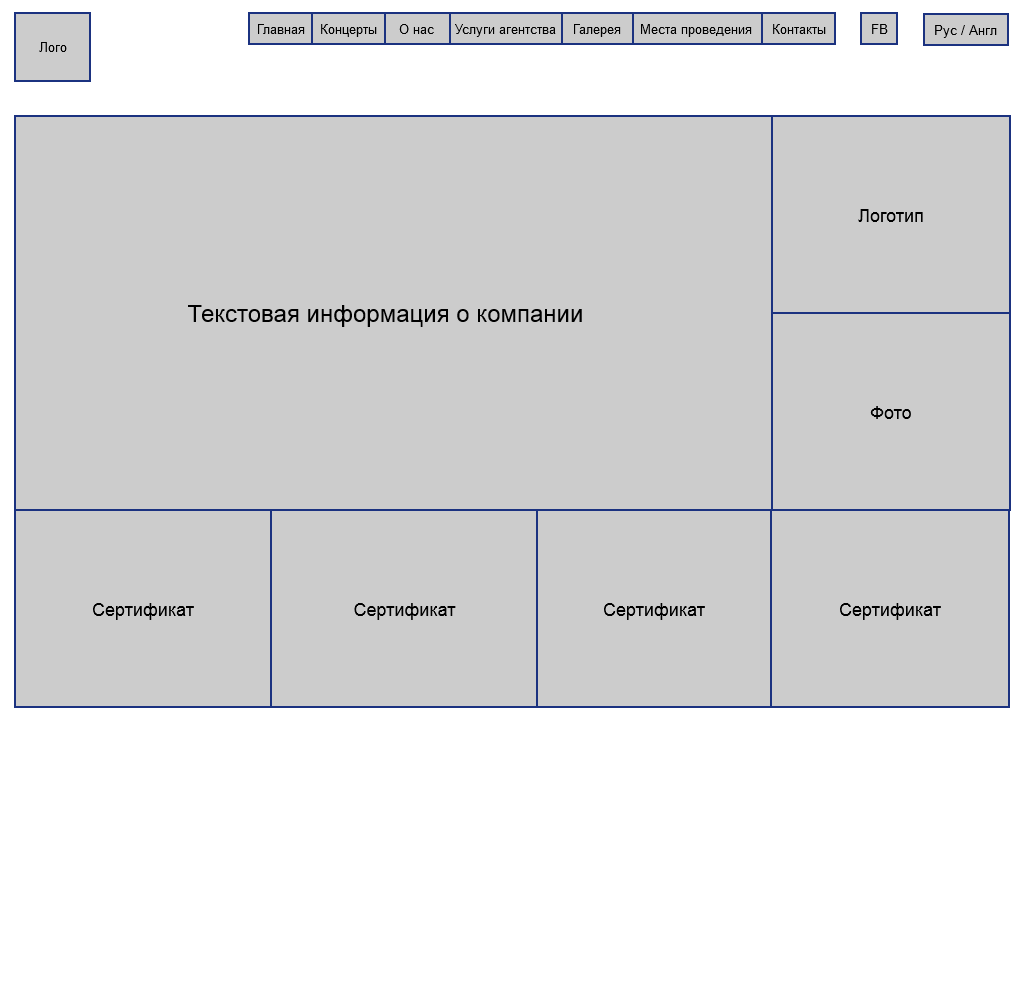 Лого
Главная Концерты О нас Услуги агентства Галерея Места проведения Контакты FB Рус / Англ
Логотип
Текстовая информация о компании
Фото
Сертификат Сертификат Сертификат Сертификат